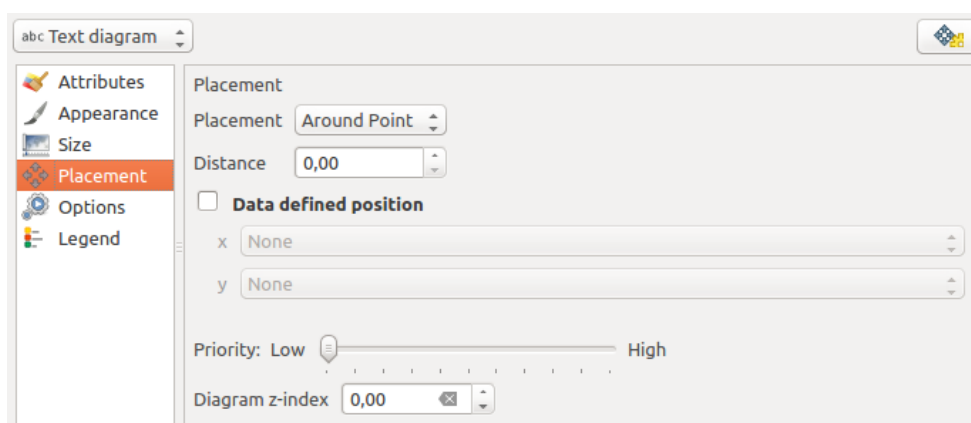 abc Text diagram
Attributes
Appearance
Size
Placement
Options
Legend
Placement
Placement Around Point
Distance 0,00
Data defined position
x None
y None
Priority: Low High
Diagram z-index 0,00